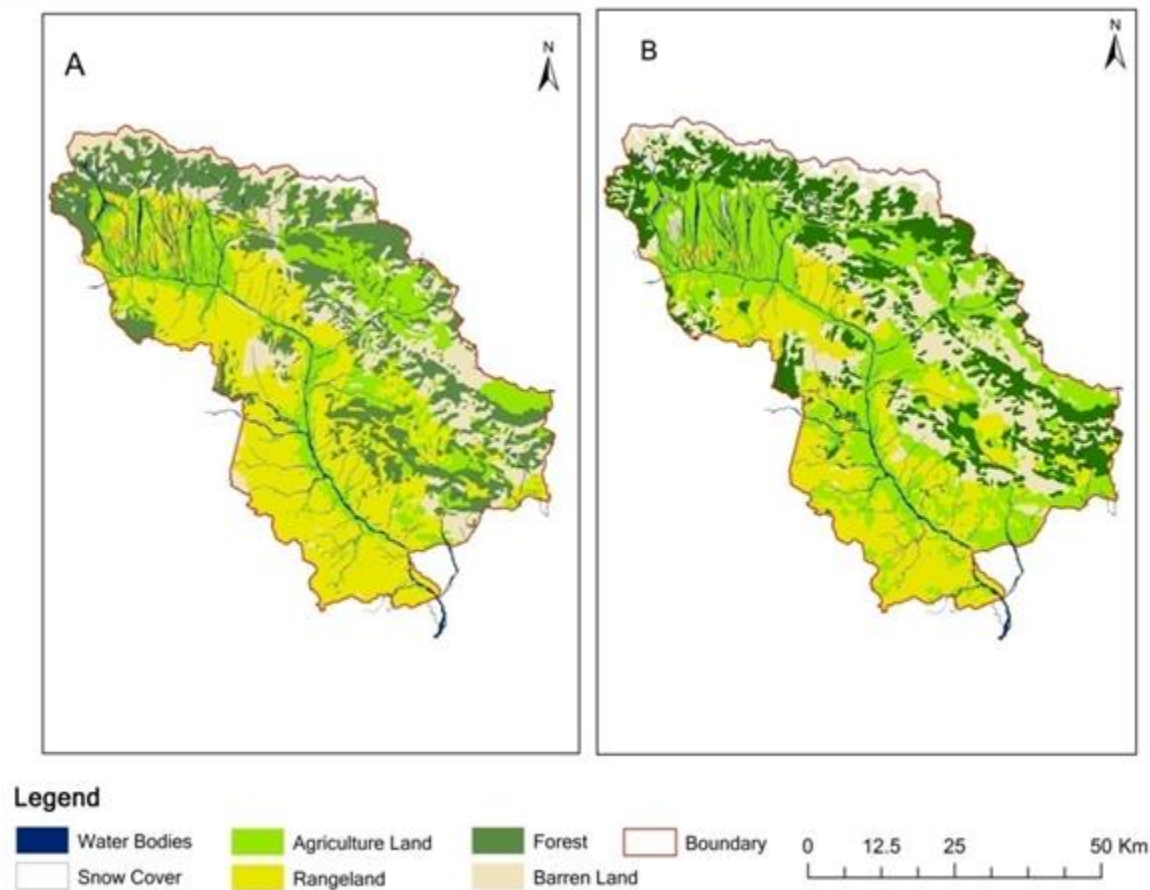 A
N
B
N
Legend
Water Bodies
Agriculture Land
Forest
Boundary
0 12.5 25 50 Km
Snow Cover
Rangeland
Barren Land